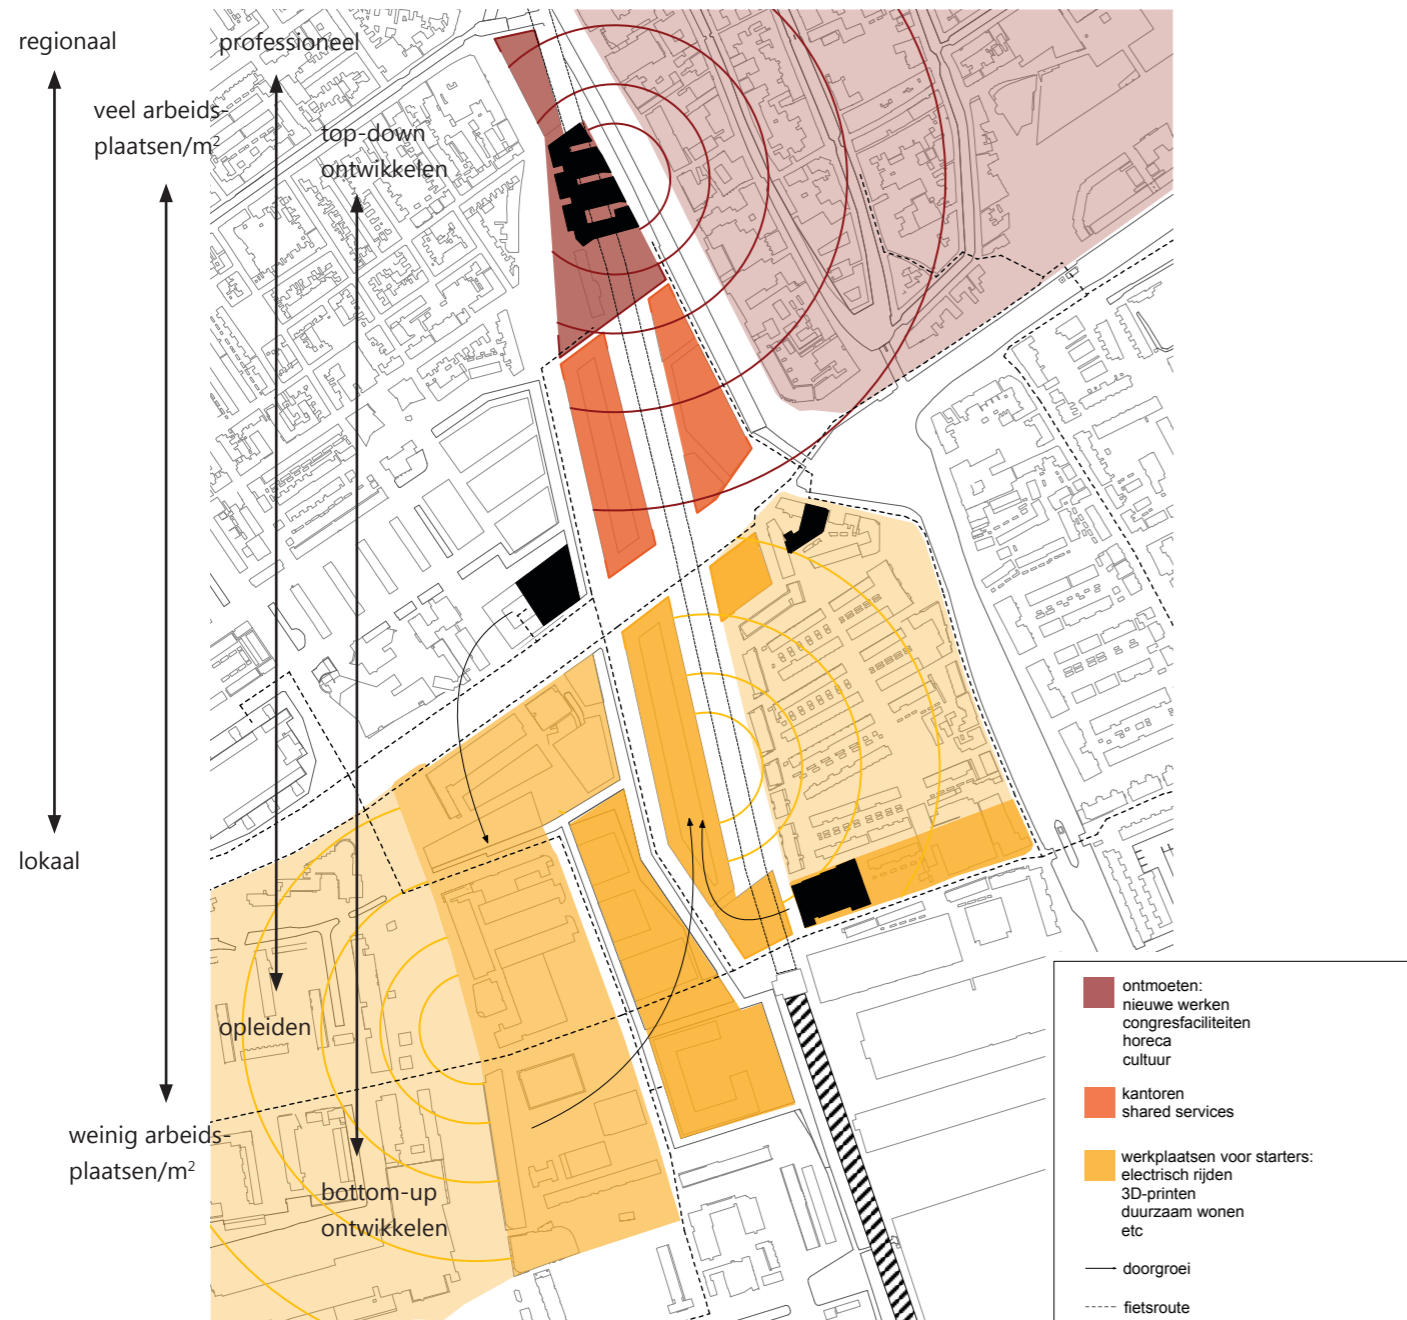 regionaal
professioneel
veel arbeids-
plaatsen/m²
top-down
ontwikkelen
lokaal
opleiden
weinig arbeids-
plaatsen/m²
bottom-up
ontwikkelen
ontmoeten:
nieuwe werken
congresfaciliteiten
horeca
cultuur
kantoren
shared services
werkplaatsen voor starters:
electrisch rijden
3D-printen
duurzaam wonen
etc
doorgroei
fietsroute